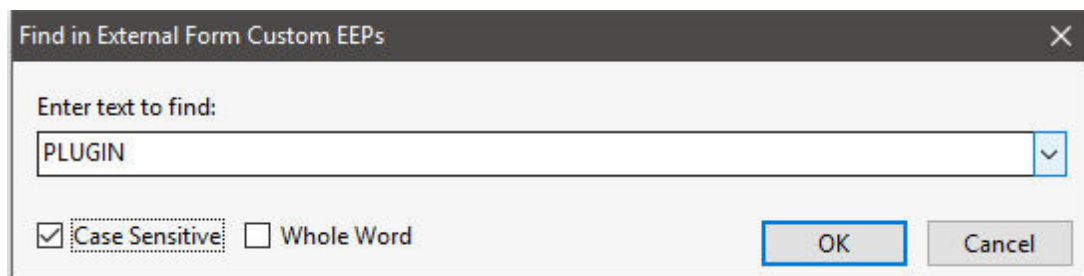 Find in External Form Custom EEPs
Enter text to find:
PLUGIN
Case Sensitive Whole Word OK Cancel